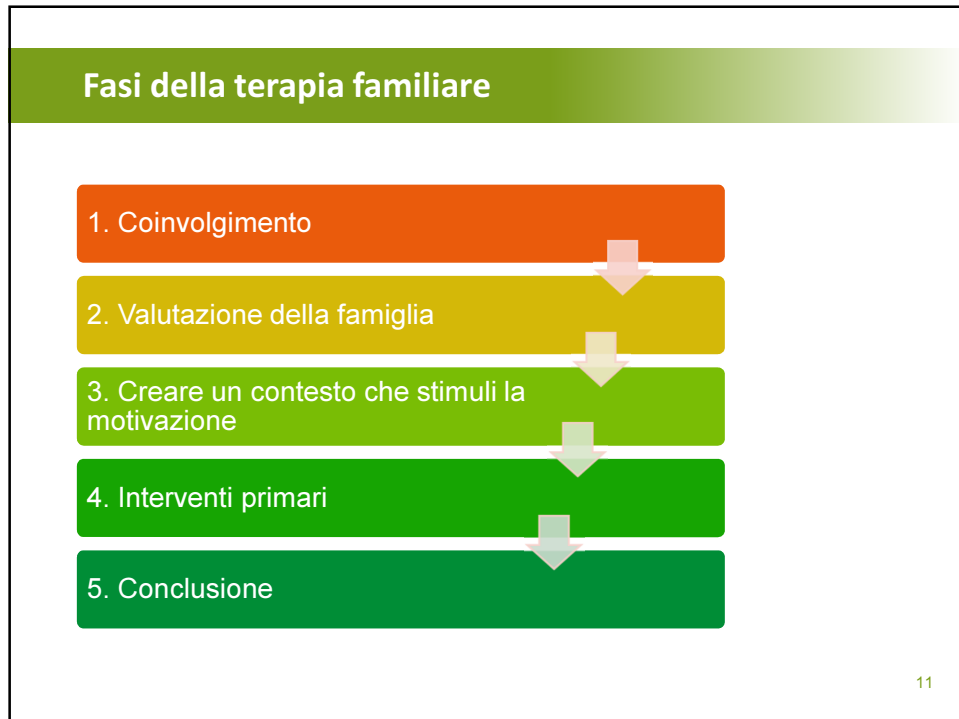 Fasi della terapia familiare
1. Coinvolgimento
2. Valutazione della famiglia
3. Creare un contesto che stimuli la
motivazione
4. Interventi primari
5. Conclusione
11